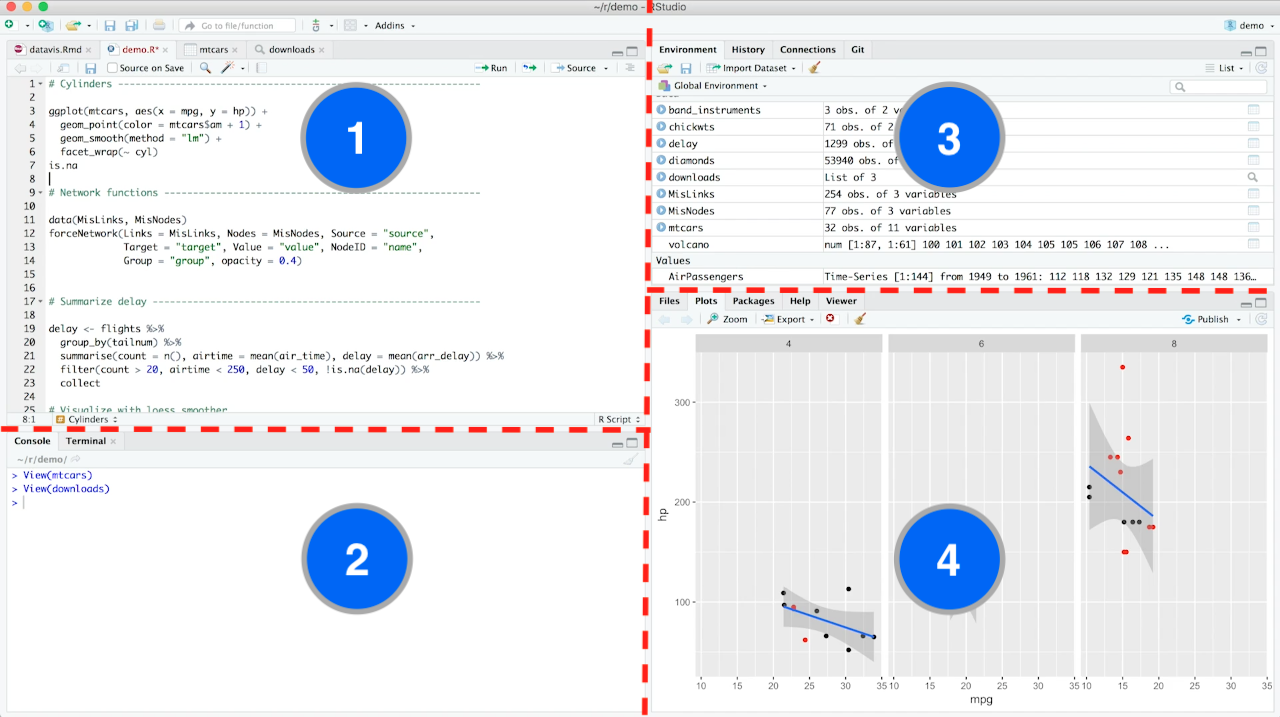 ~/r/demo - RStudio
Go to file/function
Addins
demo
datavis.Rmd
demo.R*
mtcars
downloads
Source on Save
Run
Source
1 # Cylinders
2
3 ggplot(mtcars, aes(x = mpg, y = hp)) +
4 geom_point(color = mtcars$am + 1) +
5 geom_smooth(method = "lm") +
6 facet_wrap(~ cyl)
7 is.na
8
9 # Network functions
10
11 data(MisLinks, MisNodes)
12 forceNetwork(Links = MisLinks, Nodes = MisNodes, Source = "source",
13 Target = "target", Value = "value", NodeID = "name",
14 Group = "group", opacity = 0.4)
15
16
17 # Summarize delay
18
19 delay <- flights %>%
20 group_by(tailnum) %>%
21 summarise(count = n(), airtime = mean(air_time), delay = mean(arr_delay)) %>%
22 filter(count > 20, airtime < 250, delay < 50, !is.na(delay)) %>%
23 collect
24
25 # Visualize with loess smoother
8:1 Cylinders R Script
1
Console Terminal
~/r/demo/
> View(mtcars)
> View(downloads)
>
2
Environment History Connections Git
Import Dataset List
Global Environment
band_instruments 3 obs. of 2
chickwts 71 obs. of 2
delay 1299 obs. of
diamonds 53940 obs. of
downloads List of 3
MisLinks 254 obs. of 3 variables
MisNodes 77 obs. of 3 variables
mtcars 32 obs. of 11 variables
volcano num [1:87, 1:61] 100 101 102 103 104 105 105 106 107 108 ...
Values
AirPassengers Time-Series [1:144] from 1949 to 1961: 112 118 132 129 121 135 148 148 136…
3
Files Plots Packages Help Viewer
Zoom Export Publish
4 6 8
300
200
100
hp
10 15 20 25 30 35 10 15 20 25 30 35 10 15 20 25 30 35
mpg
4